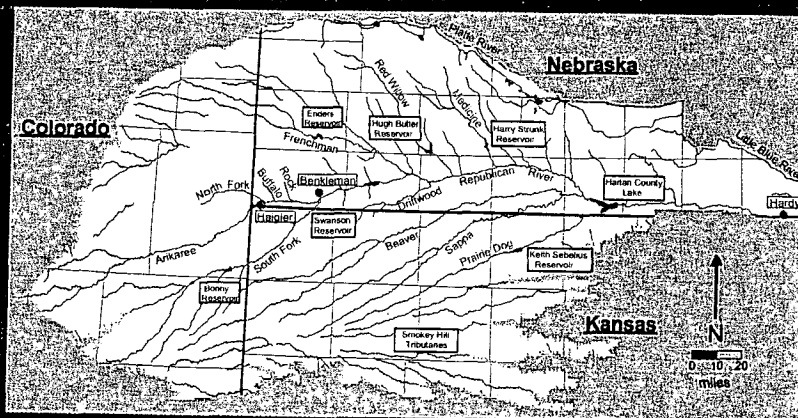 Platte River
Nebraska
Colorado
Red Willow
Medicine
Enders
Reservoir
Hugh Butler
Reservoir
Harry Strunk
Reservoir
Little Blue River
Frenchman
North Fork
Buffalo
Rock
Benkleman
Republican
River
Harlan County
Lake
Hardy
Haigler
Swanson
Reservoir
Driftwood
Arikaree
South Fork
Beaver
Sappa
Prairie Dog
Keith Sebelius
Reservoir
Bonny
Reservoir
Smokey Hill
Tributaries
Kansas
N
0 10 20
miles